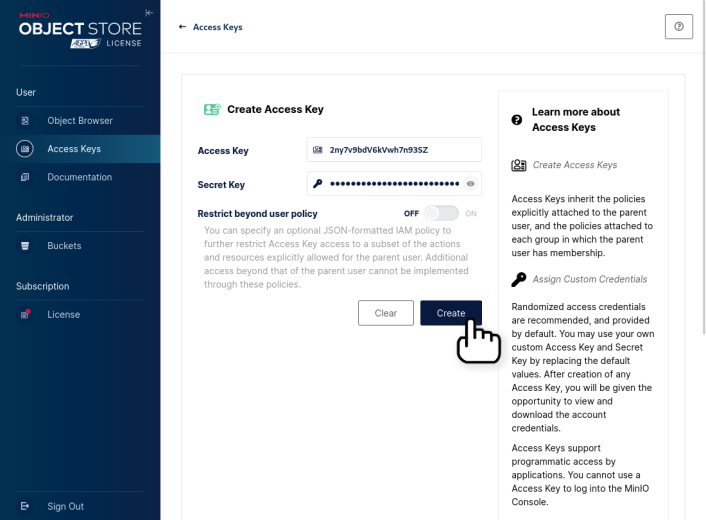 MINIO
OBJECT STORE
AGPLv3 LICENSE
User
Object Browser
Access Keys
Documentation
Administrator
Buckets
Subscription
License
Sign Out
← Access Keys
Create Access Key
Access Key
2ny7v9bdV6kVwh7n93SZ
Secret Key
••••••••••••••••••••••••••
Restrict beyond user policy
OFF
ON
You can specify an optional JSON-formatted IAM policy to
further restrict Access Key access to a subset of the actions
and resources explicitly allowed for the parent user. Additional
access beyond that of the parent user cannot be implemented
through these policies.
Clear
Create
Learn more about
Access Keys
Create Access Keys
Access Keys inherit the policies
explicitly attached to the parent
user, and the policies attached to
each group in which the parent
user has membership.
Assign Custom Credentials
Randomized access credentials
are recommended, and provided
by default. You may use your own
custom Access Key and Secret
Key by replacing the default
values. After creation of any
Access Key, you will be given the
opportunity to view and
download the account
credentials.
Access Keys support
programmatic access by
applications. You cannot use a
Access Key to log into the MinIO
Console.